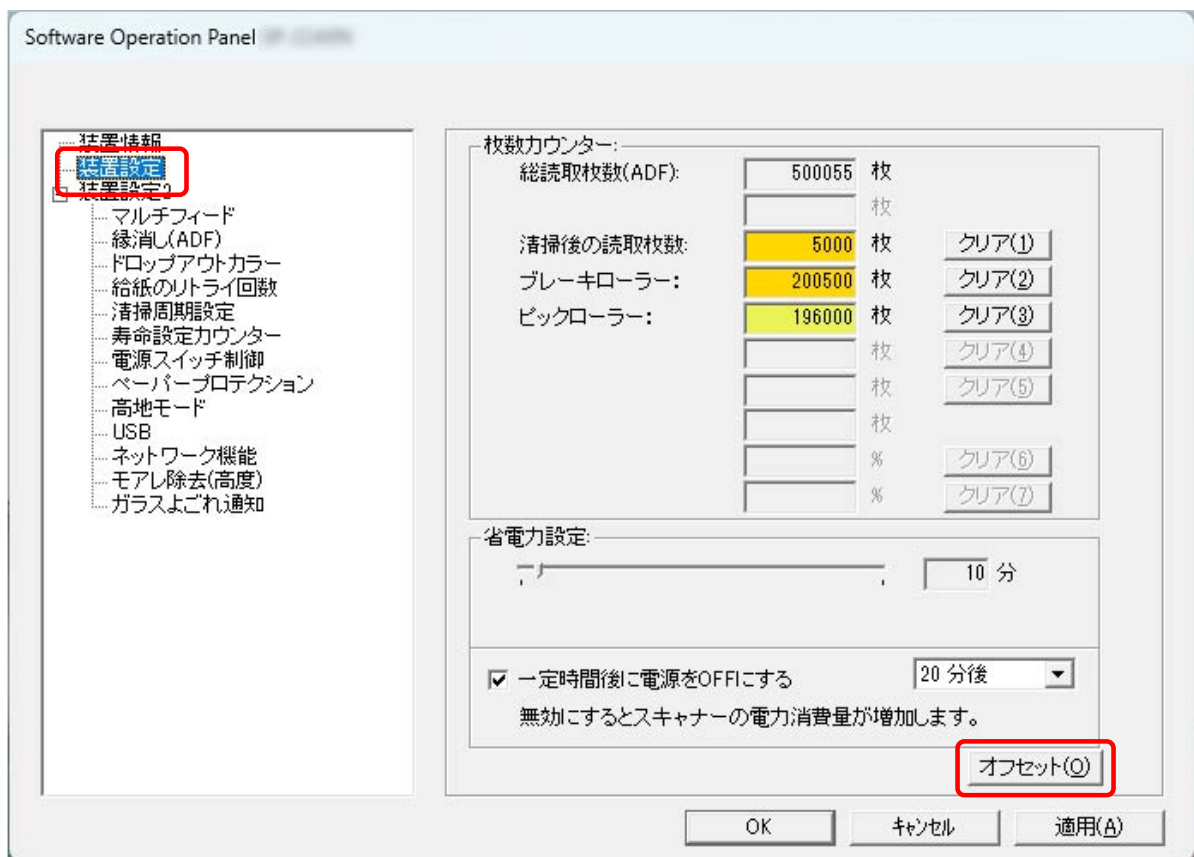 Software Operation Panel
装置情報
装置設定
装置設定2
マルチフィード
縁消し(ADF)
ドロップアウトカラー
給紙のリトライ回数
清掃周期設定
寿命設定カウンター
電源スイッチ制御
ペーパープロテクション
高地モード
USB
ネットワーク機能
モアレ除去(高度)
ガラスよごれ通知
枚数カウンター:
総読取枚数(ADF): 500055 枚
枚
清掃後の読取枚数: 5000 枚 クリア(1)
ブレーキローラー: 200500 枚 クリア(2)
ピックローラー: 196000 枚 クリア(3)
枚 クリア(4)
枚 クリア(5)
枚
% クリア(6)
% クリア(7)
省電力設定:
10 分
一定時間後に電源をOFFにする 20 分後
無効にするとスキャナーの電力消費量が増加します。
オフセット(O)
OK キャンセル 適用(A)